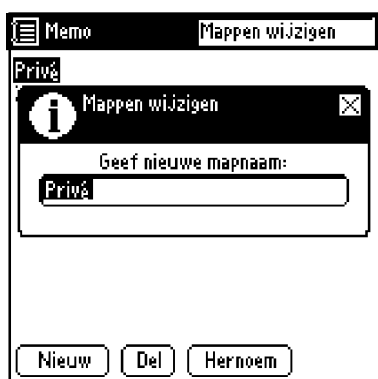 Memo Mappen wijzigen
Privé
Mappen wijzigen
Geef nieuwe mapnaam:
Privé
Nieuw Del Hernoem